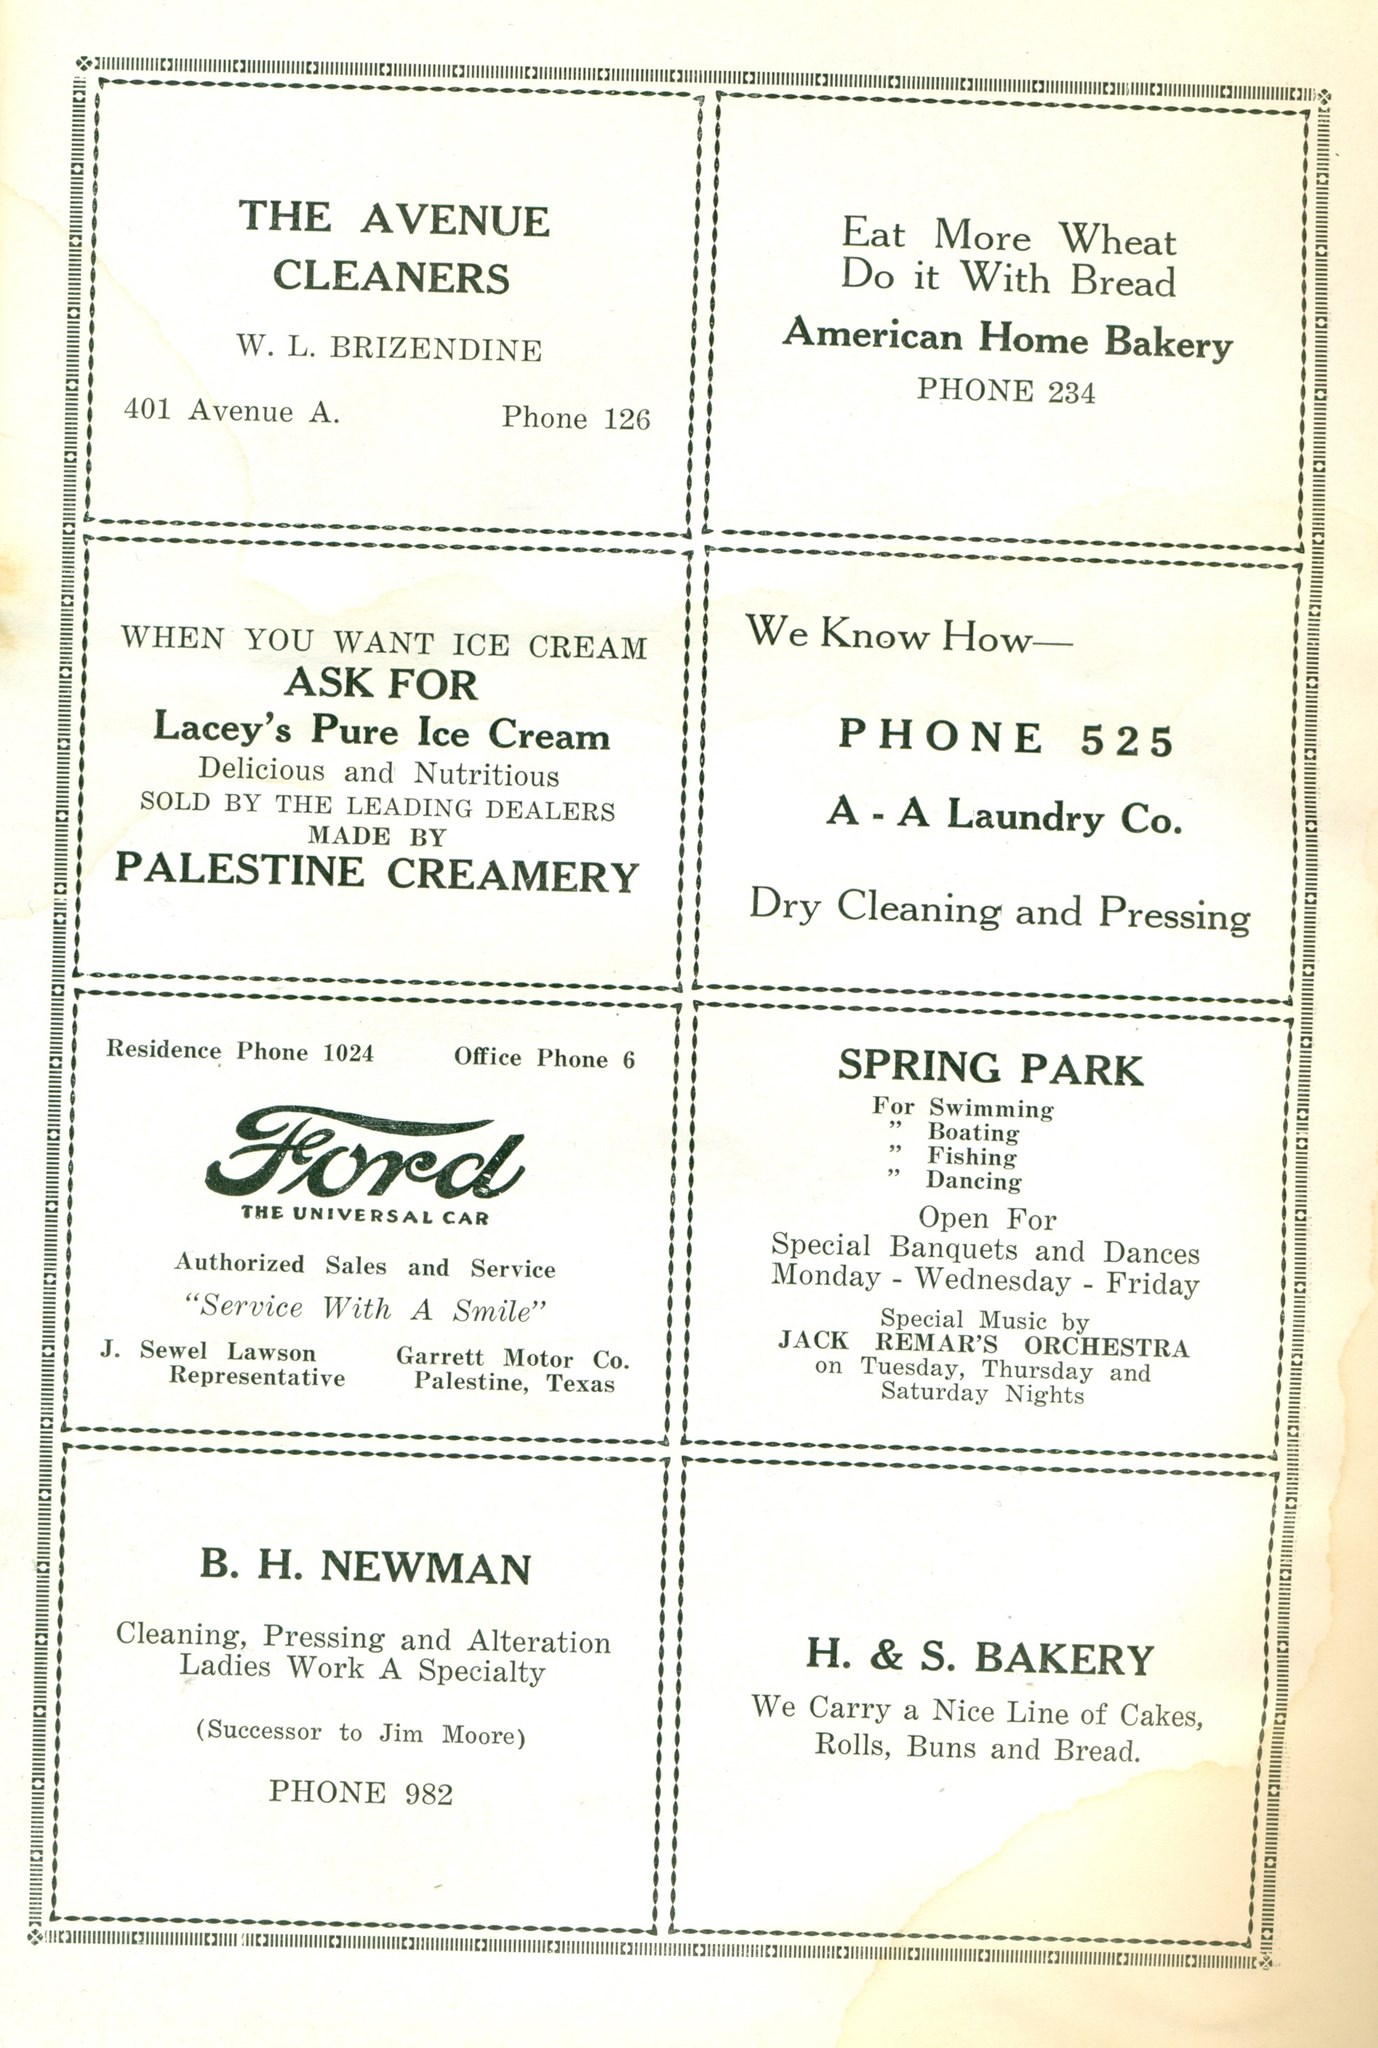 THE AVENUE
CLEANERS
W. L. BRIZENDINE
401 Avenue A. Phone 126
Eat More Wheat
Do it With Bread
American Home Bakery
PHONE 234
WHEN YOU WANT ICE CREAM
ASK FOR
Lacey's Pure Ice Cream
Delicious and Nutritious
SOLD BY THE LEADING DEALERS
MADE BY
PALESTINE CREAMERY
We Know How—
PHONE 525
A - A Laundry Co.
Dry Cleaning and Pressing
Residence Phone 1024 Office Phone 6
Ford
THE UNIVERSAL CAR
Authorized Sales and Service
"Service With A Smile"
J. Sewel Lawson Garrett Motor Co.
Representative Palestine, Texas
SPRING PARK
For Swimming
" Boating
" Fishing
" Dancing
Open For
Special Banquets and Dances
Monday - Wednesday - Friday
Special Music by
JACK REMAR'S ORCHESTRA
on Tuesday, Thursday and
Saturday Nights
B. H. NEWMAN
Cleaning, Pressing and Alteration
Ladies Work A Specialty
(Successor to Jim Moore)
PHONE 982
H. & S. BAKERY
We Carry a Nice Line of Cakes,
Rolls, Buns and Bread.